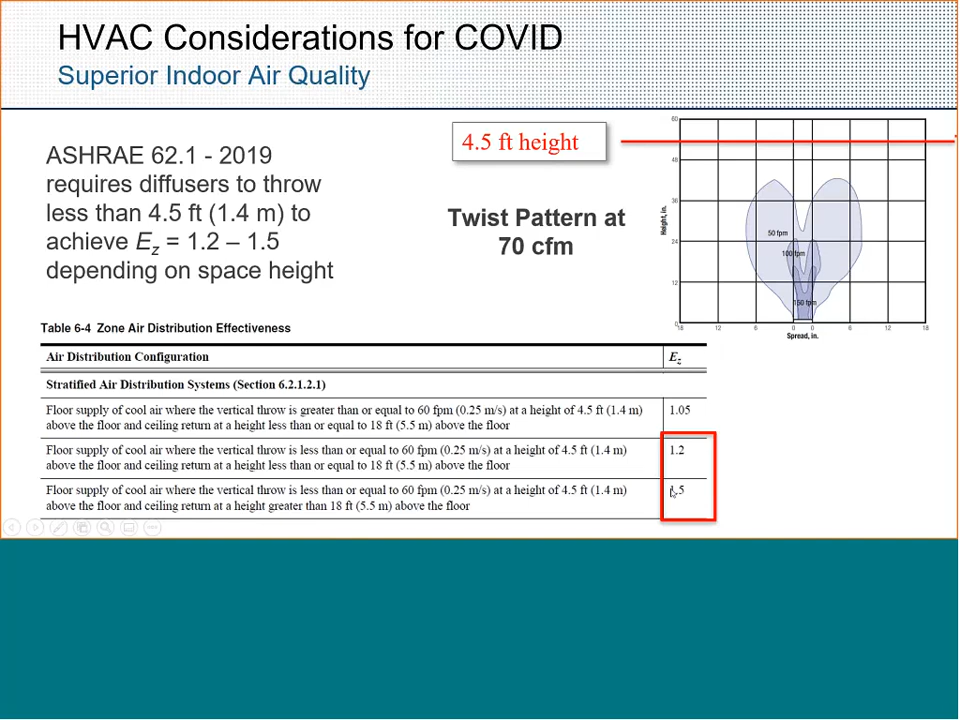 HVAC Considerations for COVID
Superior Indoor Air Quality
ASHRAE 62.1 - 2019
requires diffusers to throw
less than 4.5 ft (1.4 m) to
achieve Ez = 1.2 – 1.5
depending on space height
4.5 ft height
Twist Pattern at
70 cfm
60
48
36
24
12
0
Height, in.
50 fpm
100 fpm
150 fpm
18 12 6 0 0 6 12 18
Spread, in.
Table 6-4 Zone Air Distribution Effectiveness
Air Distribution Configuration Ez
Stratified Air Distribution Systems (Section 6.2.1.2.1)
Floor supply of cool air where the vertical throw is greater than or equal to 60 fpm (0.25 m/s) at a height of 4.5 ft (1.4 m) 1.05
above the floor and ceiling return at a height less than or equal to 18 ft (5.5 m) above the floor
Floor supply of cool air where the vertical throw is less than or equal to 60 fpm (0.25 m/s) at a height of 4.5 ft (1.4 m) 1.2
above the floor and ceiling return at a height less than or equal to 18 ft (5.5 m) above the floor
Floor supply of cool air where the vertical throw is less than or equal to 60 fpm (0.25 m/s) at a height of 4.5 ft (1.4 m) 1.5
above the floor and ceiling return at a height greater than 18 ft (5.5 m) above the floor